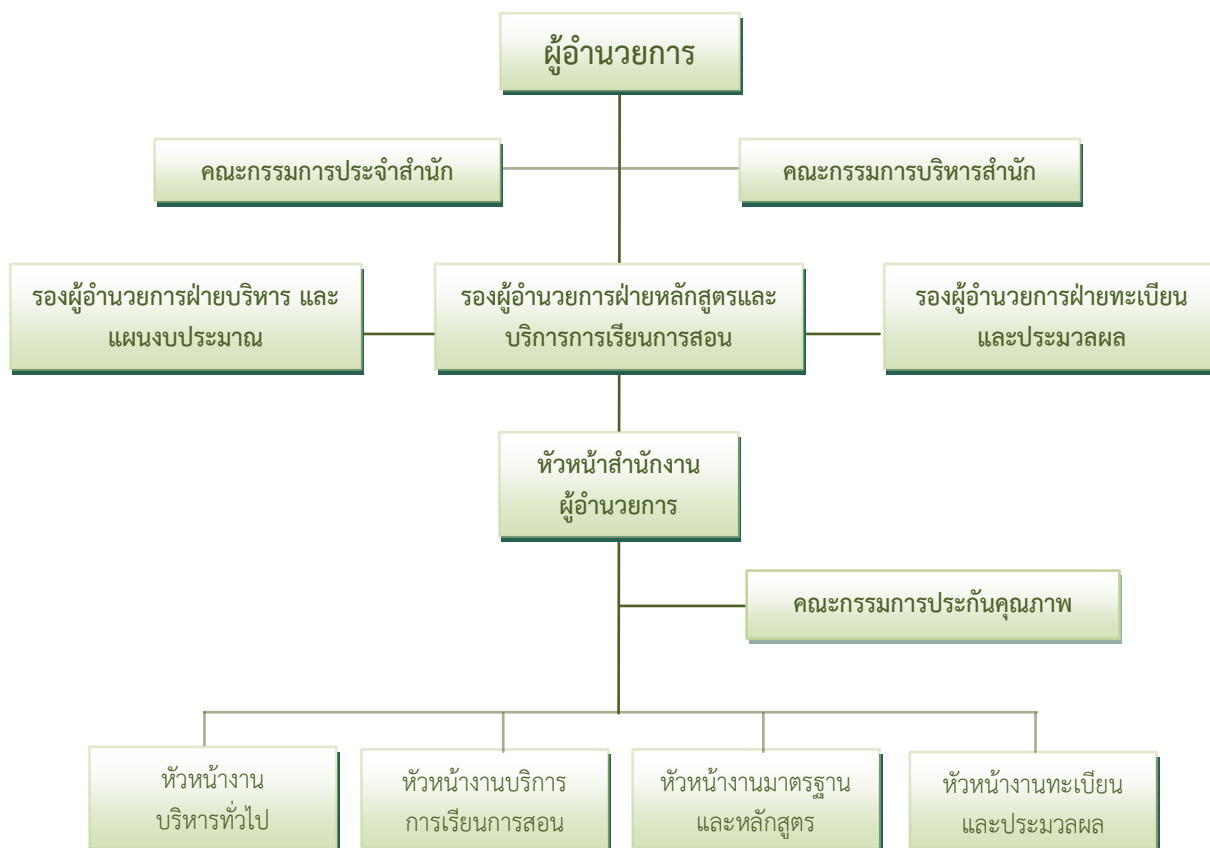 ผู้อำนวยการ
คณะกรรมการประจำสำนัก
คณะกรรมการบริหารสำนัก
รองผู้อำนวยการฝ่ายบริหาร และ
แผนงบประมาณ
รองผู้อำนวยการฝ่ายหลักสูตรและ
บริการการเรียนการสอน
รองผู้อำนวยการฝ่ายทะเบียน
และประมวลผล
หัวหน้าสำนักงาน
ผู้อำนวยการ
คณะกรรมการประกันคุณภาพ
หัวหน้างาน
บริหารทั่วไป
หัวหน้างานบริการ
การเรียนการสอน
หัวหน้างานมาตรฐาน
และหลักสูตร
หัวหน้างานทะเบียน
และประมวลผล